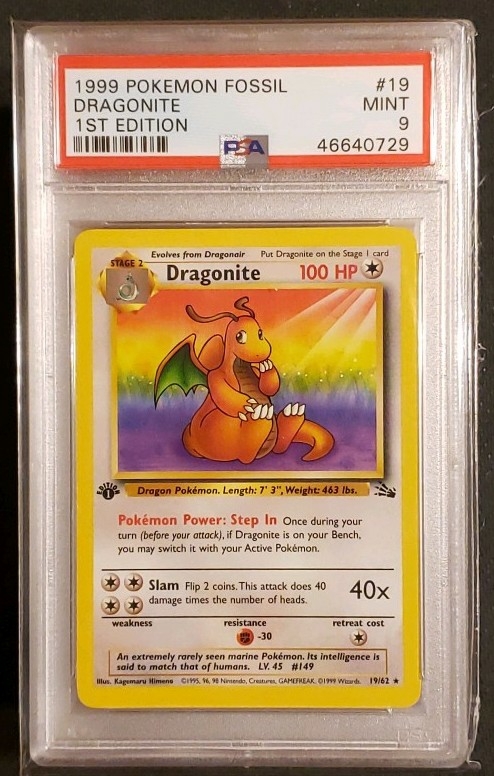 1999 POKEMON FOSSIL #19
DRAGONITE MINT
1ST EDITION 9
PSA 46640729
Evolves from Dragonair Put Dragonite on the Stage 1 card
STAGE 2
Dragonite 100 HP
Dragon Pokémon. Length: 7' 3", Weight: 463 lbs.
EDITION
1
Pokémon Power: Step In Once during your
turn (before your attack), if Dragonite is on your Bench,
you may switch it with your Active Pokémon.
Slam Flip 2 coins. This attack does 40
damage times the number of heads.
40x
weakness resistance retreat cost
-30
An extremely rarely seen marine Pokémon. Its intelligence is
said to match that of humans. LV. 45 #149
Illus. Kagemaru Himeno ©1995, 96, 98 Nintendo, Creatures, GAMEFREAK. ©1999 Wizards. 19/62 ★